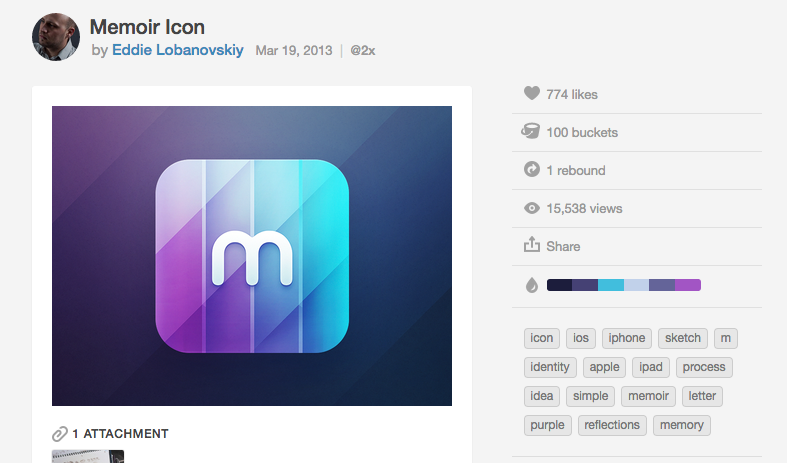 Memoir Icon
by Eddie Lobanovskiy Mar 19, 2013 | @2x
774 likes
100 buckets
1 rebound
15,538 views
Share
m
icon ios iphone sketch m
identity apple ipad process
idea simple memoir letter
purple reflections memory
1 ATTACHMENT